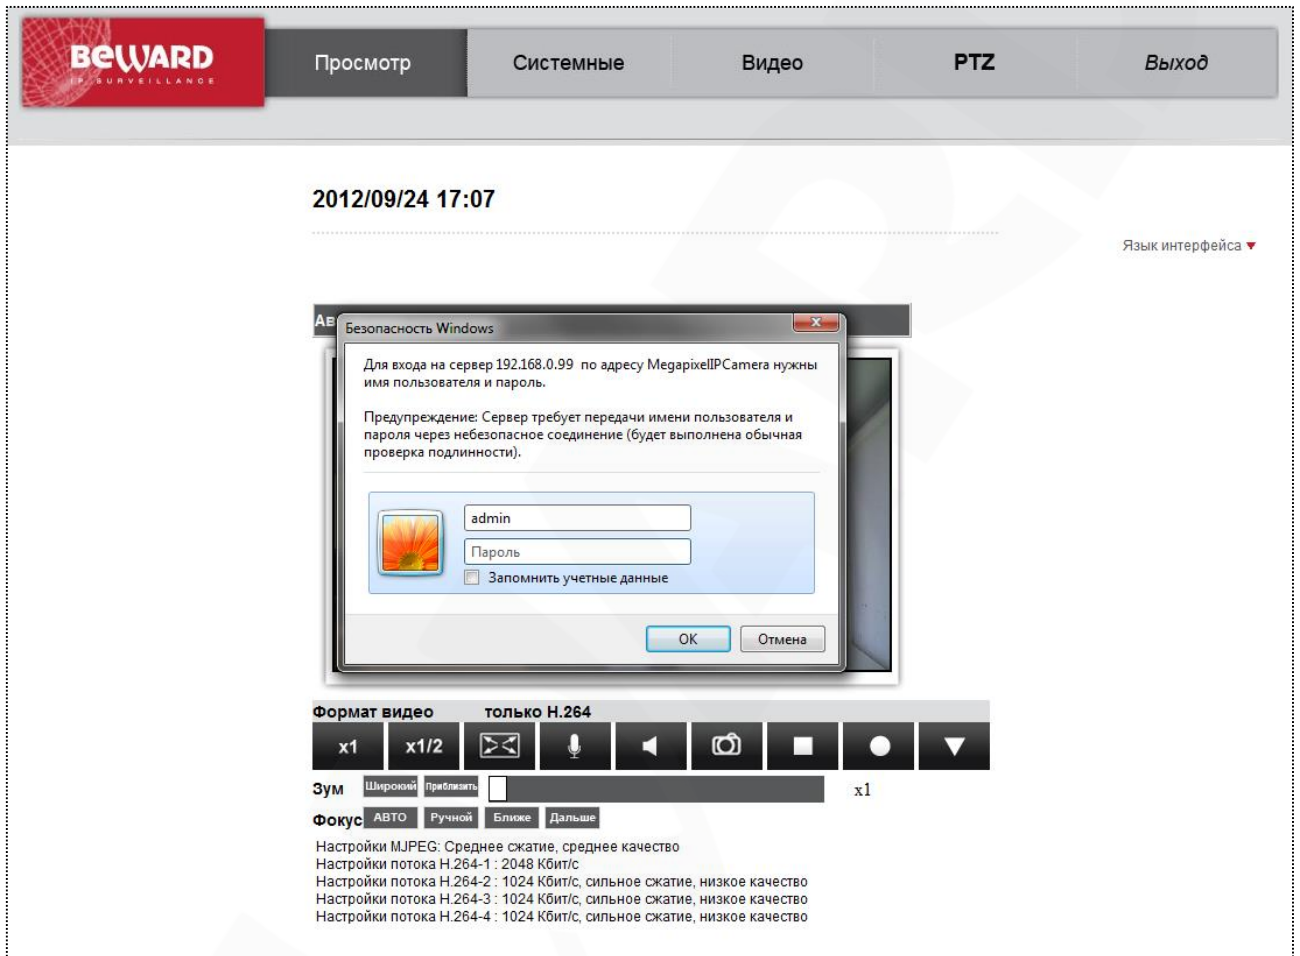 BEWARD
IP SURVEILLANCE
Просмотр
Системные
Видео
PTZ
Выход
2012/09/24 17:07
Язык интерфейса
Ав
Безопасность Windows
x
Для входа на сервер 192.168.0.99 по адресу MegapixelIPCamera нужны
имя пользователя и пароль.
Предупреждение: Сервер требует передачи имени пользователя и
пароля через небезопасное соединение (будет выполнена обычная
проверка подлинности).
admin
Пароль
Запомнить учетные данные
OK
Отмена
Формат видео только H.264
x1
x1/2
Зум Широкий Приблизить x1
Фокус АВТО Ручной Ближе Дальше
Настройки MJPEG: Среднее сжатие, среднее качество
Настройки потока H.264-1 : 2048 Кбит/с
Настройки потока H.264-2 : 1024 Кбит/с, сильное сжатие, низкое качество
Настройки потока H.264-3 : 1024 Кбит/с, сильное сжатие, низкое качество
Настройки потока H.264-4 : 1024 Кбит/с, сильное сжатие, низкое качество